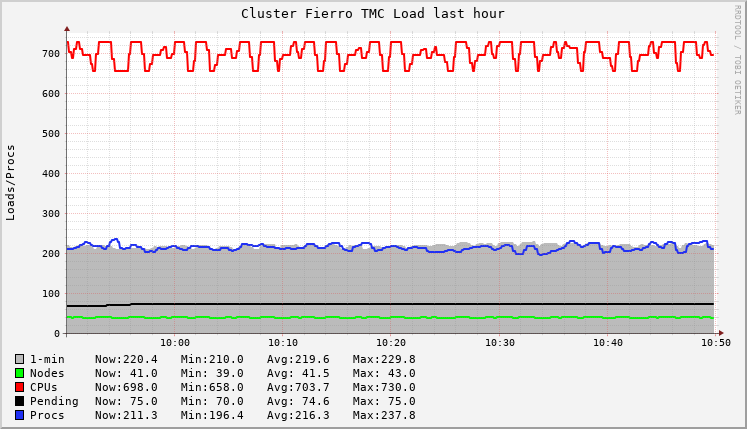 Cluster Fierro TMC Load last hour
RRDTOOL / TOBI OETIKER
Loads/Procs
700
600
500
400
300
200
100
0
10:00 10:10 10:20 10:30 10:40 10:50
1-min Now:220.4 Min:210.0 Avg:219.6 Max:229.8
Nodes Now: 41.0 Min: 39.0 Avg: 41.5 Max: 43.0
CPUs Now:698.0 Min:658.0 Avg:703.7 Max:730.0
Pending Now: 75.0 Min: 70.0 Avg: 74.6 Max: 75.0
Procs Now:211.3 Min:196.4 Avg:216.3 Max:237.8